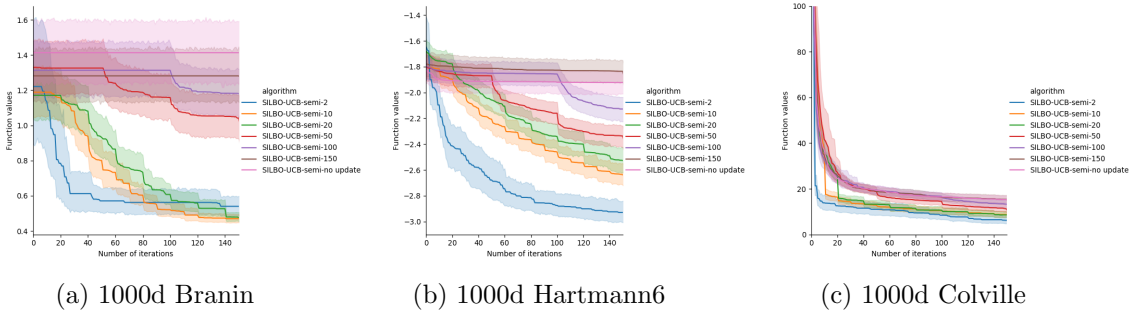 1.6
1.4
1.2
1.0
0.8
0.6
0.4
Function values
0 20 40 60 80 100 120 140
Number of iterations
algorithm
SILBO-UCB-semi-2
SILBO-UCB-semi-10
SILBO-UCB-semi-20
SILBO-UCB-semi-50
SILBO-UCB-semi-100
SILBO-UCB-semi-150
SILBO-UCB-semi-no update
(a) 1000d Branin
−1.4
−1.6
−1.8
−2.0
−2.2
−2.4
−2.6
−2.8
−3.0
Function values
0 20 40 60 80 100 120 140
Number of iterations
algorithm
SILBO-UCB-semi-2
SILBO-UCB-semi-10
SILBO-UCB-semi-20
SILBO-UCB-semi-50
SILBO-UCB-semi-100
SILBO-UCB-semi-150
SILBO-UCB-semi-no update
(b) 1000d Hartmann6
100
80
60
40
20
0
Function values
0 20 40 60 80 100 120 140
Number of iterations
algorithm
SILBO-UCB-semi-2
SILBO-UCB-semi-10
SILBO-UCB-semi-20
SILBO-UCB-semi-50
SILBO-UCB-semi-100
SILBO-UCB-semi-150
SILBO-UCB-semi-no update
(c) 1000d Colville